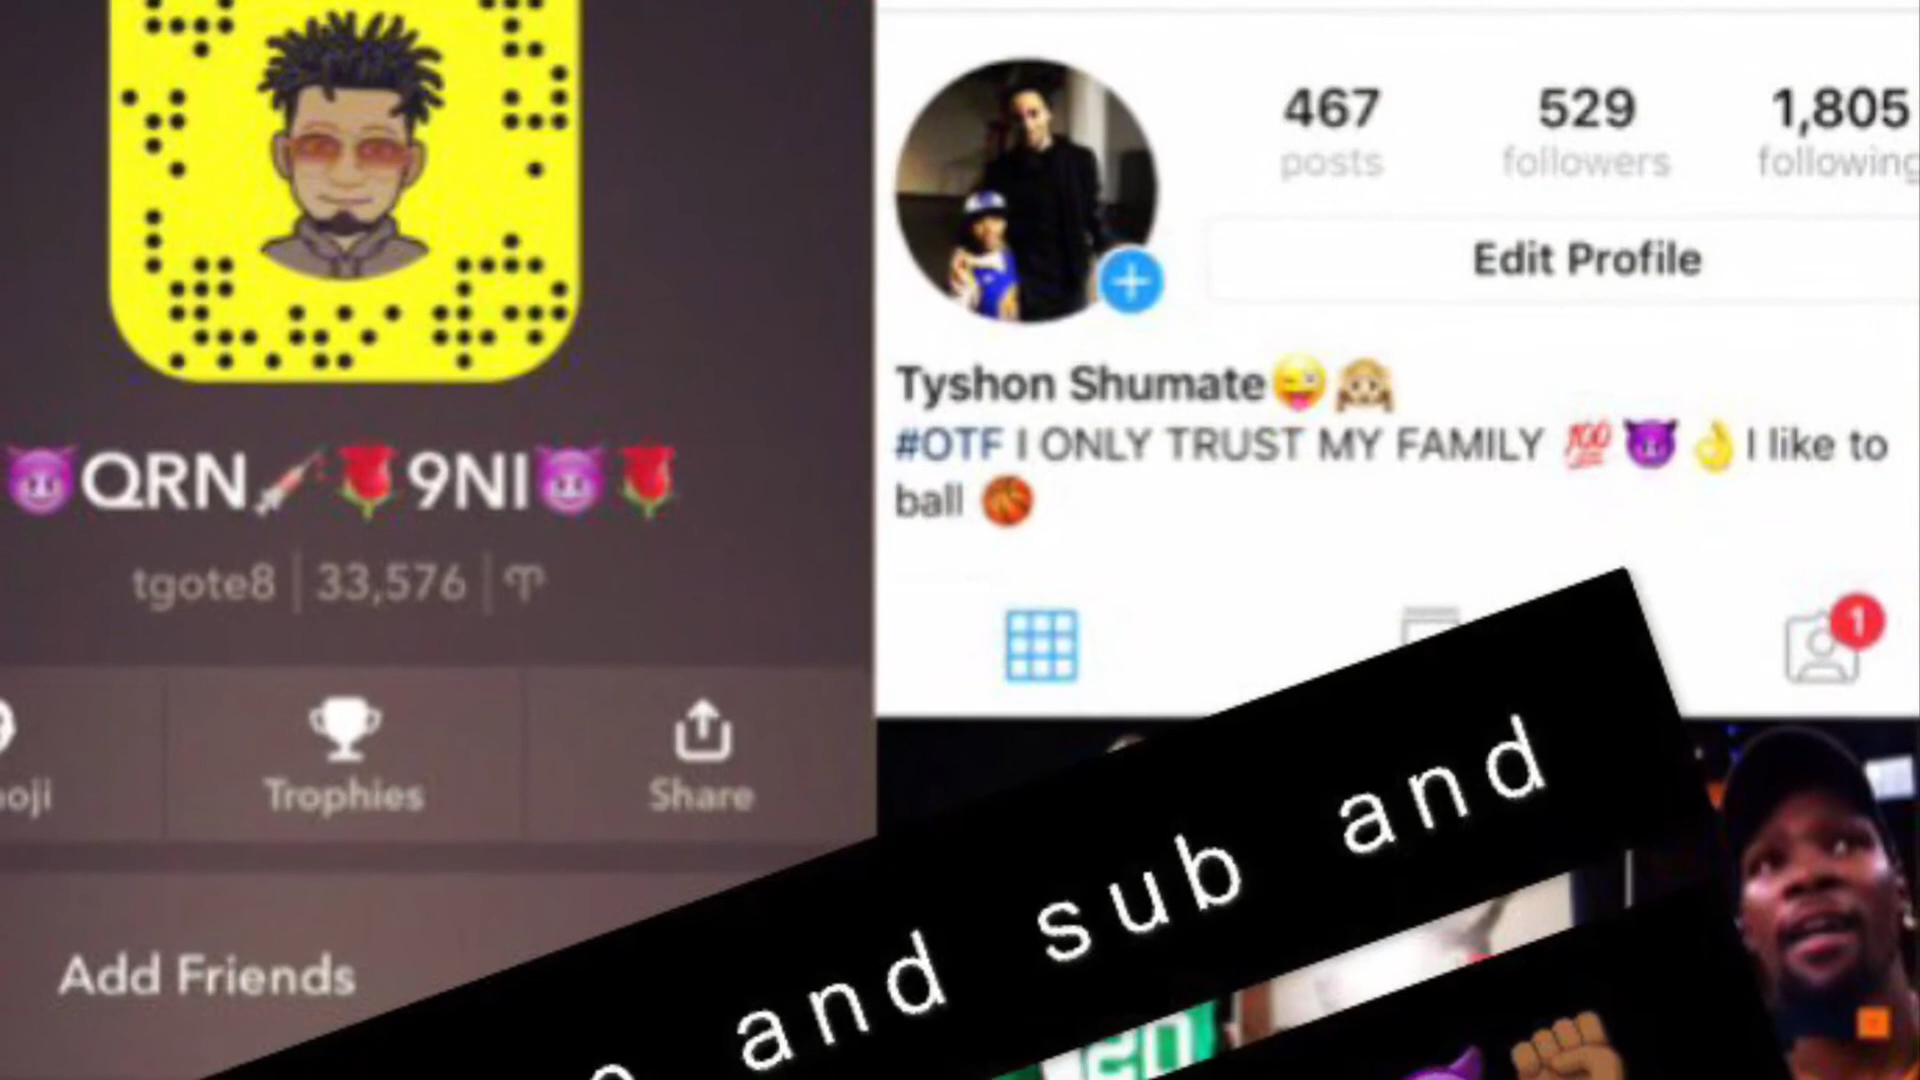 😈QRN💉🌹9NI😈🌹
tgote8 | 33,576 | ♈
Trophies
Share
Add Friends
467
posts
529
followers
1,805
following
Edit Profile
Tyshon Shumate😜🙈
#OTF I ONLY TRUST MY FAMILY 💯😈👌I like to
ball 🏀
1
and sub and